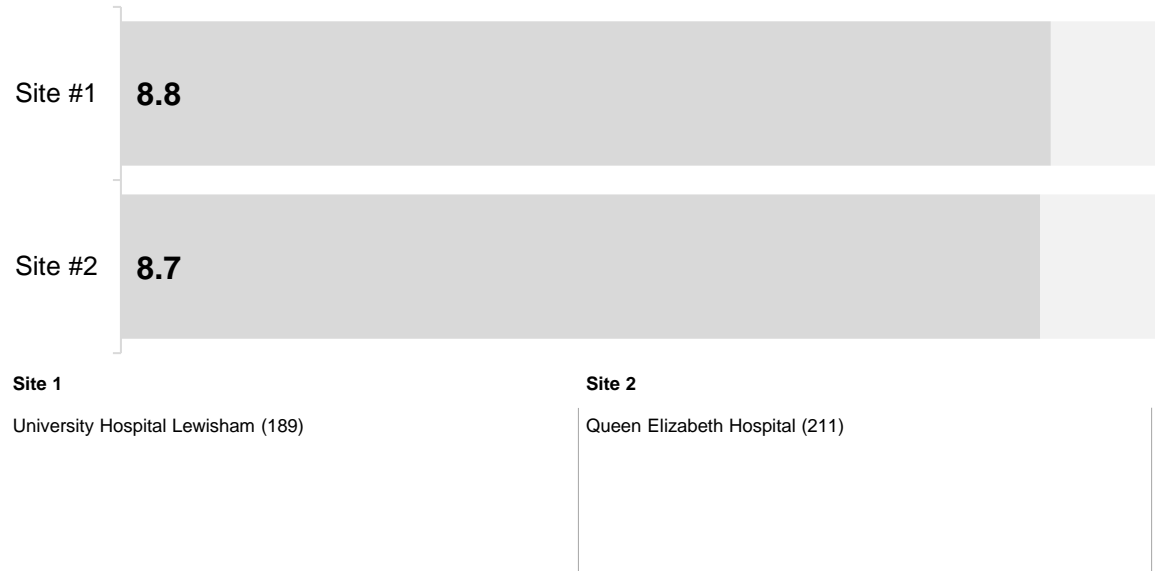 Site #1
8.8
Site #2
8.7
Site 1
Site 2
University Hospital Lewisham (189)
Queen Elizabeth Hospital (211)